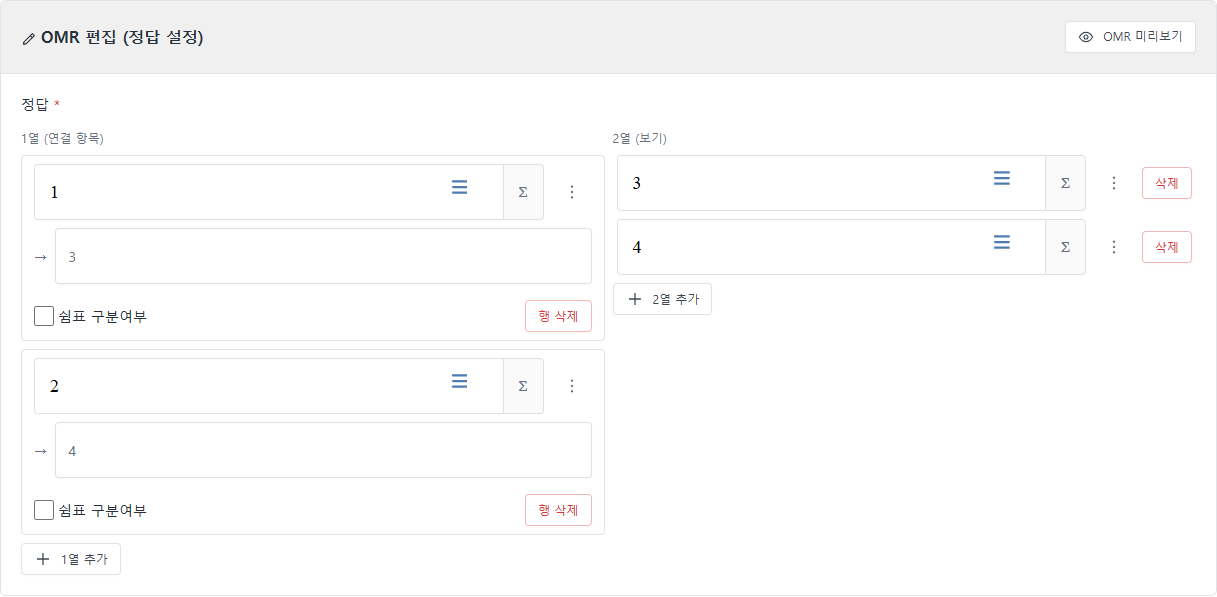 OMR 편집 (정답 설정)
OMR 미리보기
정답 *
1열 (연결 항목)
1
Σ
→ 3
쉼표 구분여부
행 삭제
2
Σ
→ 4
쉼표 구분여부
행 삭제
+ 1열 추가
2열 (보기)
3
Σ
삭제
4
Σ
삭제
+ 2열 추가